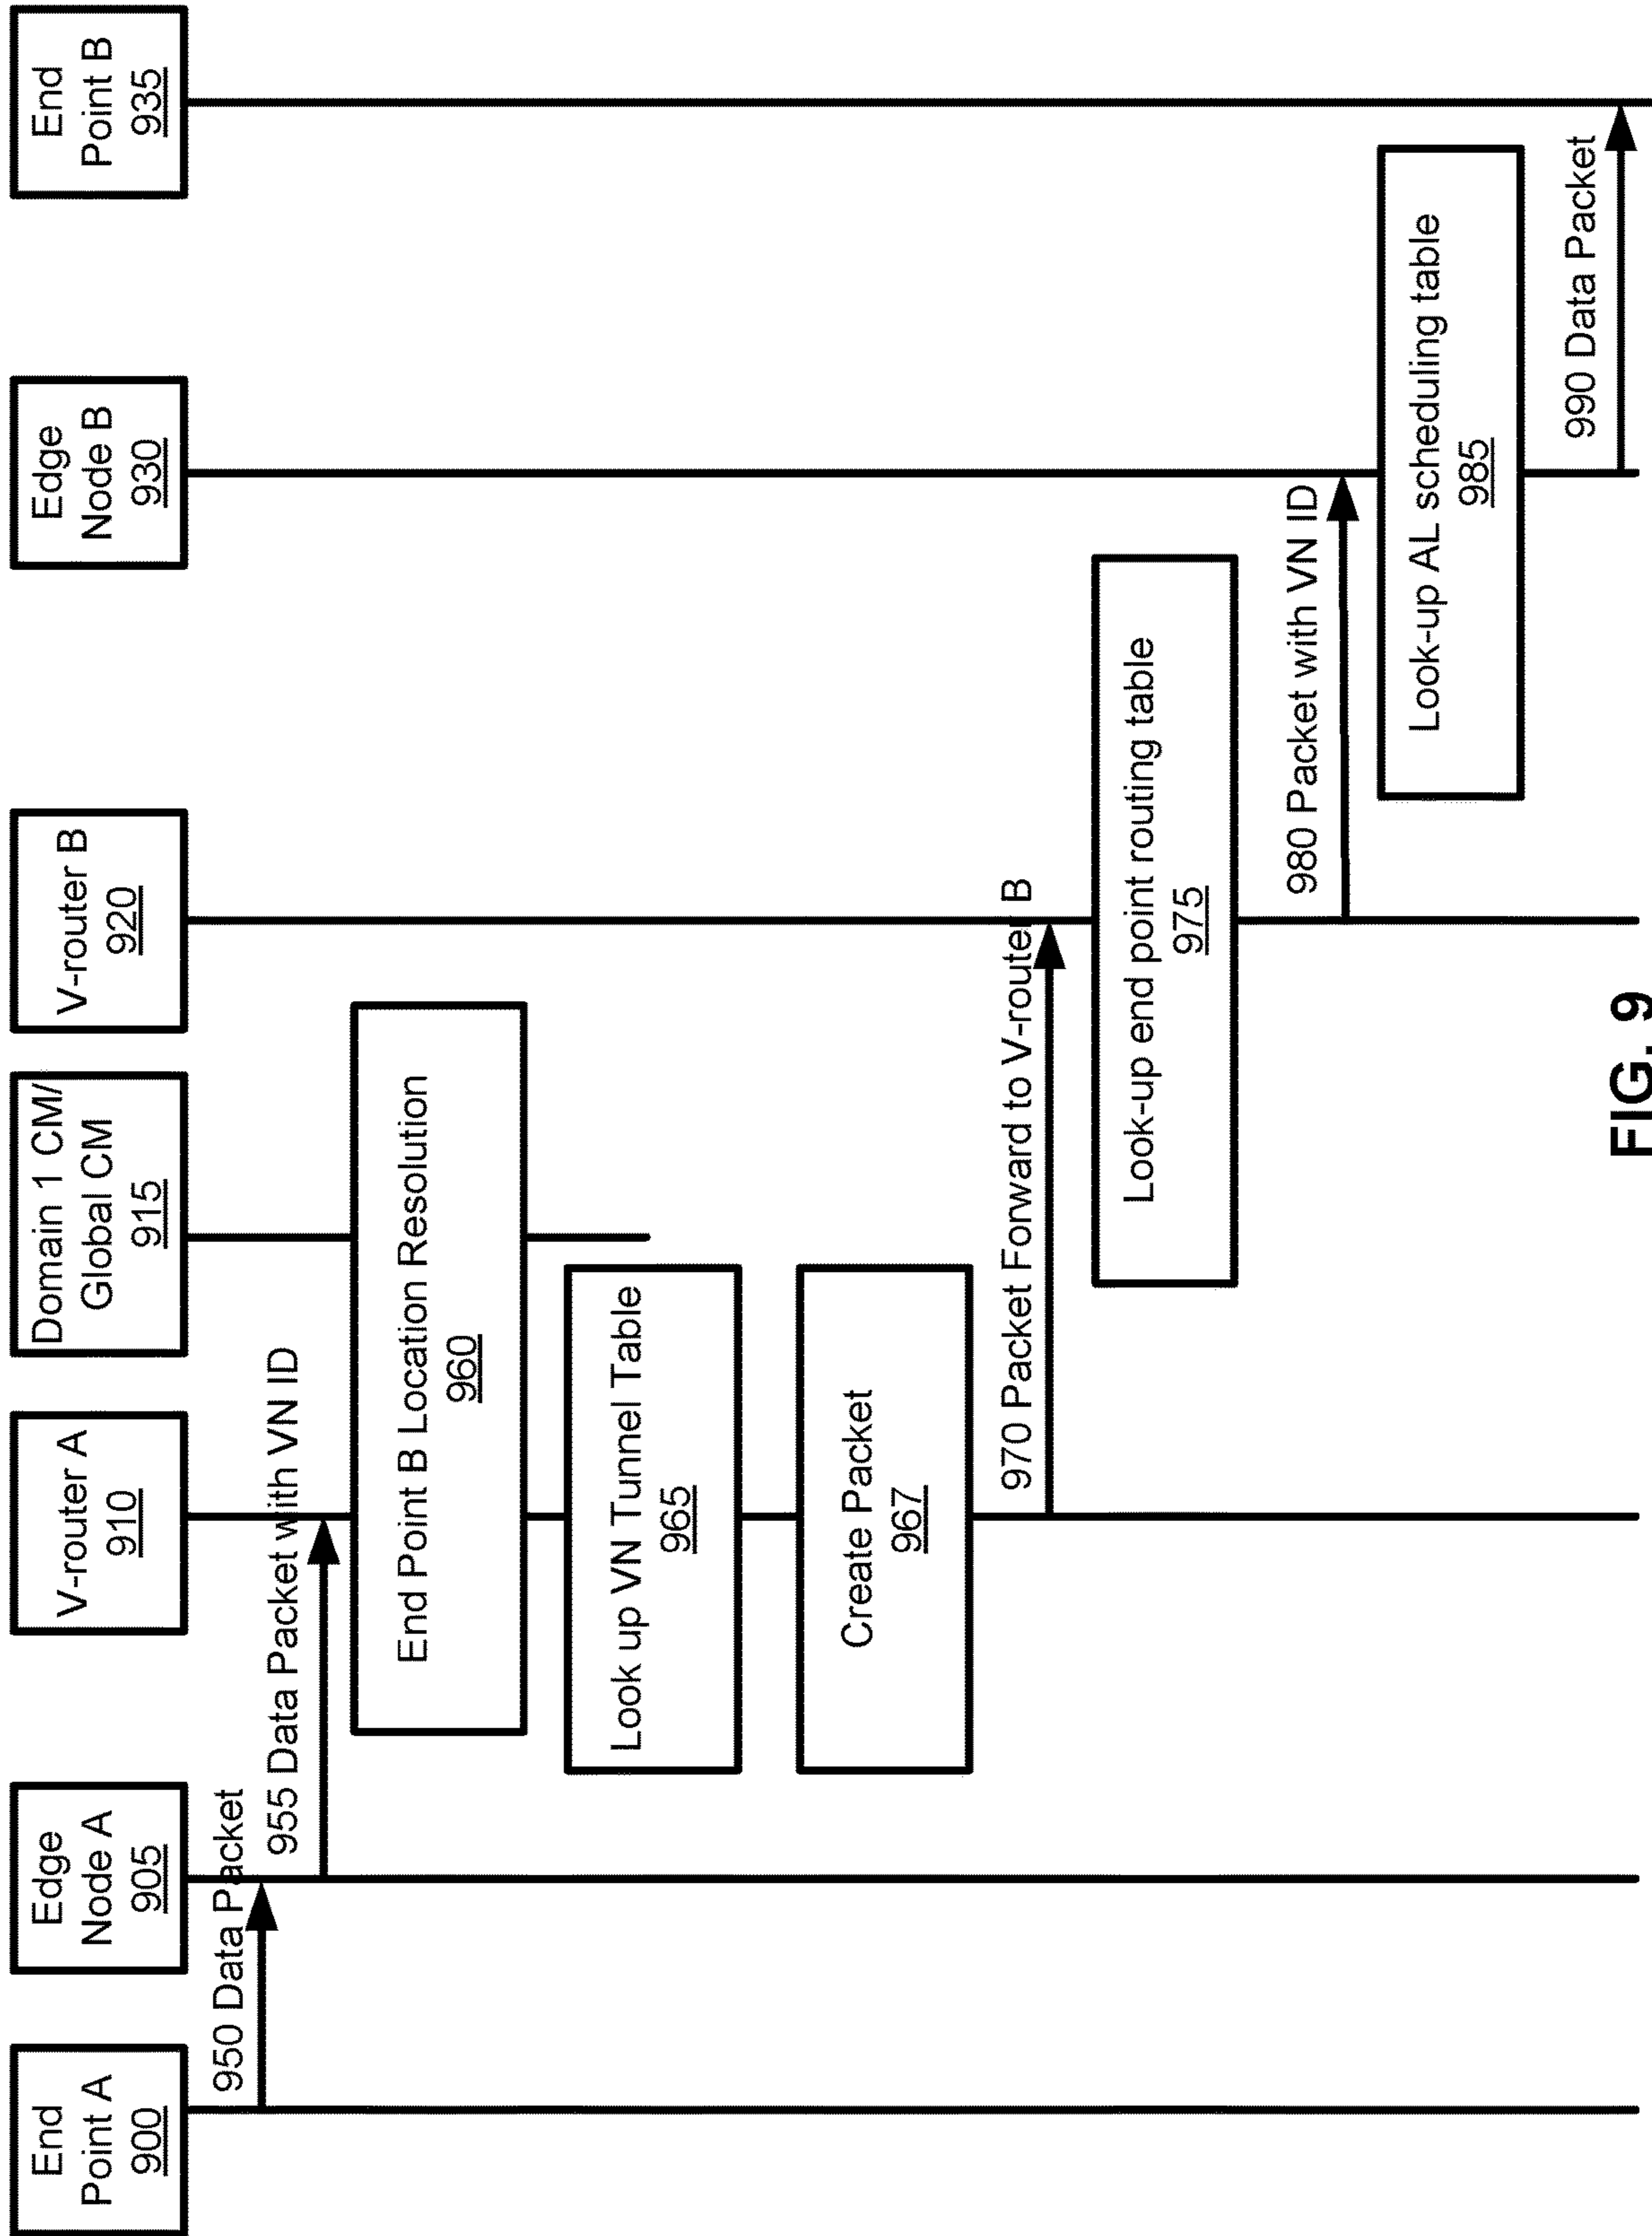 End
Point A
900
Edge
Node A
905
V-router A
910
Domain 1 CM/
Global CM
915
V-router B
920
Edge
Node B
930
End
Point B
935
950 Data Packet
955 Data Packet with VN ID
End Point B Location Resolution
960
Look up VN Tunnel Table
965
Create Packet
967
970 Packet Forward to V-router B
Look-up end point routing table
975
980 Packet with VN ID
Look-up AL scheduling table
985
990 Data Packet
FIG. 9